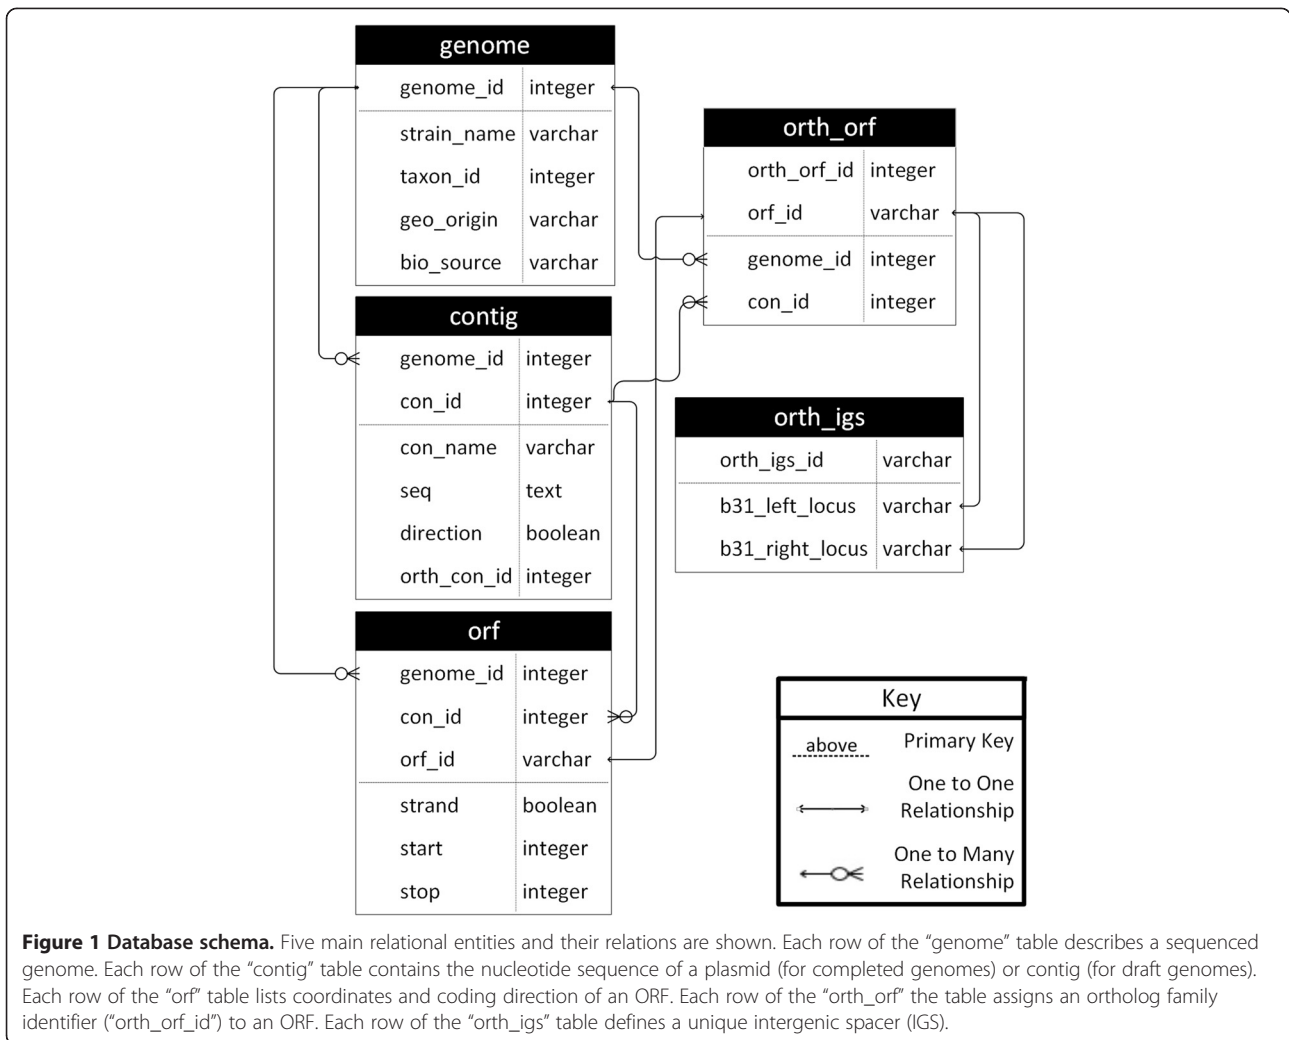 genome
genome_id integer
strain_name varchar
taxon_id integer
geo_origin varchar
bio_source varchar
contig
genome_id integer
con_id integer
con_name varchar
seq text
direction boolean
orth_con_id integer
orf
genome_id integer
con_id integer
orf_id varchar
strand boolean
start integer
stop integer
orth_orf
orth_orf_id integer
orf_id varchar
genome_id integer
con_id integer
orth_igs
orth_igs_id varchar
b31_left_locus varchar
b31_right_locus varchar
Key
above Primary Key
One to One
Relationship
One to Many
Relationship
Figure 1 Database schema. Five main relational entities and their relations are shown. Each row of the “genome” table describes a sequenced
genome. Each row of the “contig” table contains the nucleotide sequence of a plasmid (for completed genomes) or contig (for draft genomes).
Each row of the “orf” table lists coordinates and coding direction of an ORF. Each row of the “orth_orf” the table assigns an ortholog family
identifier (“orth_orf_id”) to an ORF. Each row of the “orth_igs” table defines a unique intergenic spacer (IGS).